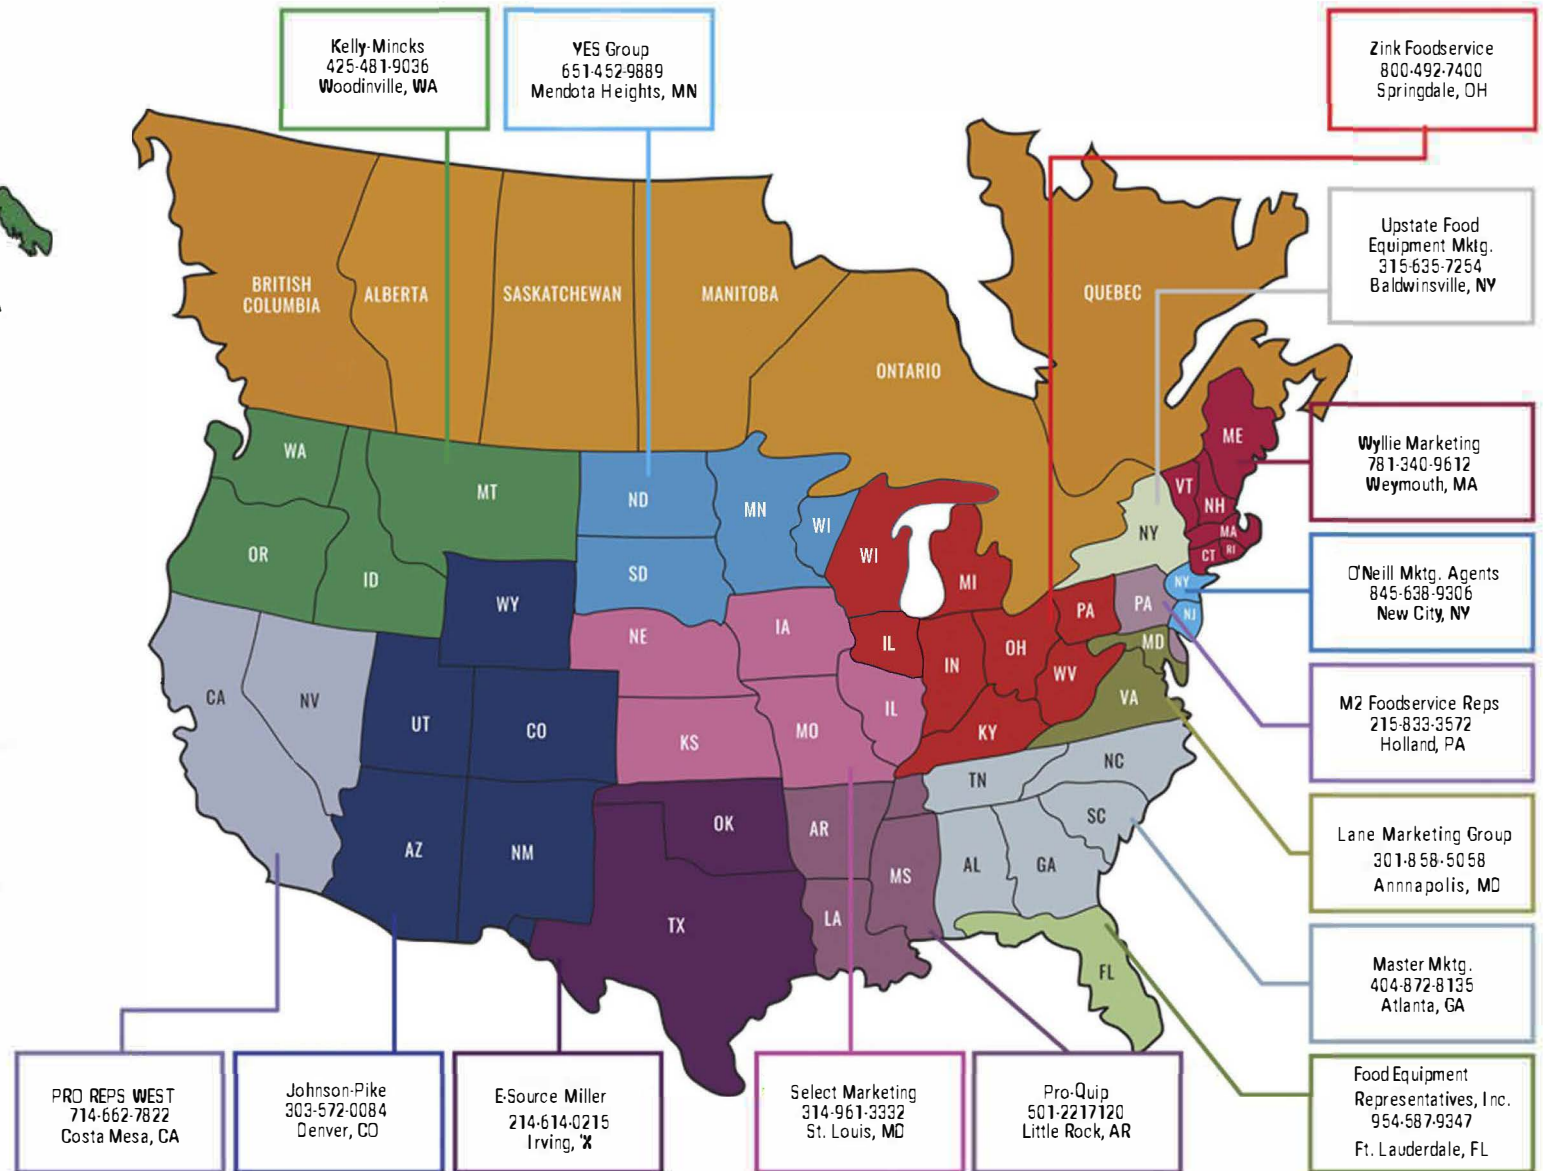 Kelly-Mincks
425-481-9036
Woodinville, WA
YES Group
651-452-9889
Mendota Heights, MN
Zink Foodservice
800-492-7400
Springdale, OH
Upstate Food
Equipment Mktg.
315-635-7254
Baldwinsville, NY
Wyllie Marketing
781-340-9612
Weymouth, MA
O'Neill Mktg. Agents
845-638-9306
New City, NY
M2 Foodservice Reps
215-833-3572
Holland, PA
Lane Marketing Group
301-858-5058
Annnapolis, MD
Master Mktg.
404-872-8135
Atlanta, GA
Food Equipment
Representatives, Inc.
954-587-9347
Ft. Lauderdale, FL
PRO REPS WEST
714-662-7822
Costa Mesa, CA
Johnson-Pike
303-572-0084
Denver, CO
E-Source Miller
214-614-0215
Irving, 'X
Select Marketing
314-961-3332
St. Louis, MO
Pro-Quip
501-2217120
Little Rock, AR
BRITISH
COLUMBIA
ALBERTA
SASKATCHEWAN
MANITOBA
ONTARIO
QUEBEC
WA
OR
ID
MT
ND
SD
MN
WI
WI
MI
WY
NE
IA
IL
IL
IN
OH
PA
PA
WV
KY
NY
NY
NJ
ME
VT
NH
MA
CT
RI
MD
VA
CA
NV
UT
CO
KS
MO
AZ
NM
OK
TX
AR
LA
MS
TN
NC
SC
AL
GA
FL